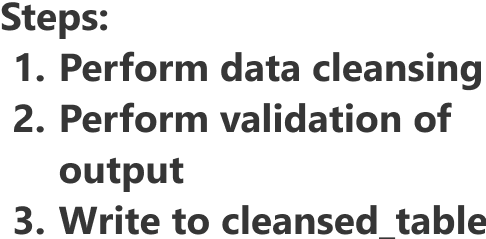 Steps:
1. Perform data cleansing
2. Perform validation of
output
3. Write to cleansed_table